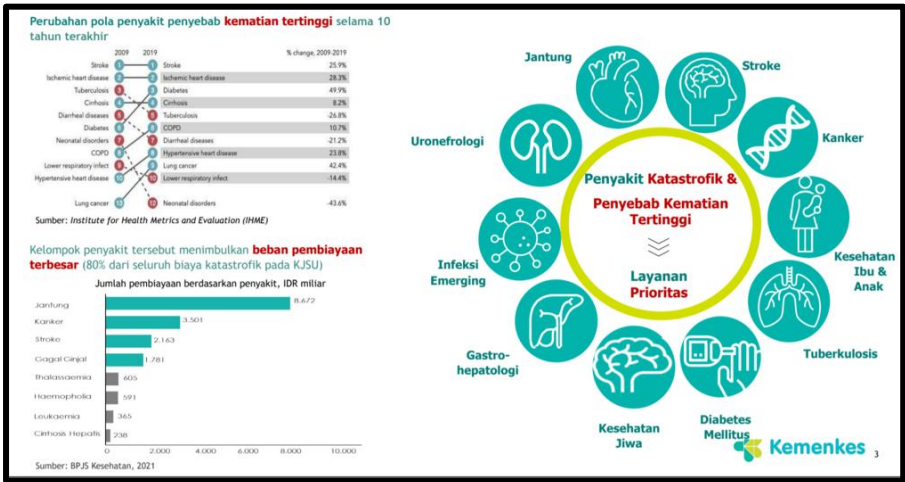 Perubahan pola penyakit penyebab kematian tertinggi selama 10
tahun terakhir
2009 2019 % change, 2009-2019
Stroke 1 1 Stroke 25.9%
Ischemic heart disease 2 2 Ischemic heart disease 28.3%
Tuberculosis 3 3 Diabetes 49.9%
Cirrhosis 4 4 Cirrhosis 8.2%
Diarrheal diseases 5 5 Tuberculosis -26.8%
Diabetes 6 6 COPD 10.7%
Neonatal disorders 7 7 Diarrheal diseases -21.2%
COPD 8 8 Hypertensive heart disease 23.8%
Lower respiratory infect 9 9 Lung cancer 42.4%
Hypertensive heart disease 10 10 Lower respiratory infect -14.4%
Lung cancer 13 12 Neonatal disorders -43.6%
Sumber: Institute for Health Metrics and Evaluation (IHME)
Kelompok penyakit tersebut menimbulkan beban pembiayaan
terbesar (80% dari seluruh biaya katastrofik pada KJSU)
Jumlah pembiayaan berdasarkan penyakit, IDR miliar
Jantung 8.672
Kanker 3.501
Stroke 2.163
Gagal Ginjal 1.781
Thalassaemia 605
Haemopholia 591
Leukaemia 365
Cirrhosis Hepatis 238
0 2.000 4.000 6.000 8.000 10.000
Sumber: BPJS Kesehatan, 2021
Jantung
Stroke
Kanker
Kesehatan
Ibu &
Anak
Tuberkulosis
Diabetes
Mellitus
Kesehatan
Jiwa
Gastro-
hepatologi
Infeksi
Emerging
Uronefrologi
Penyakit Katastrofik &
Penyebab Kematian
Tertinggi
Layanan
Prioritas
Kemenkes
3